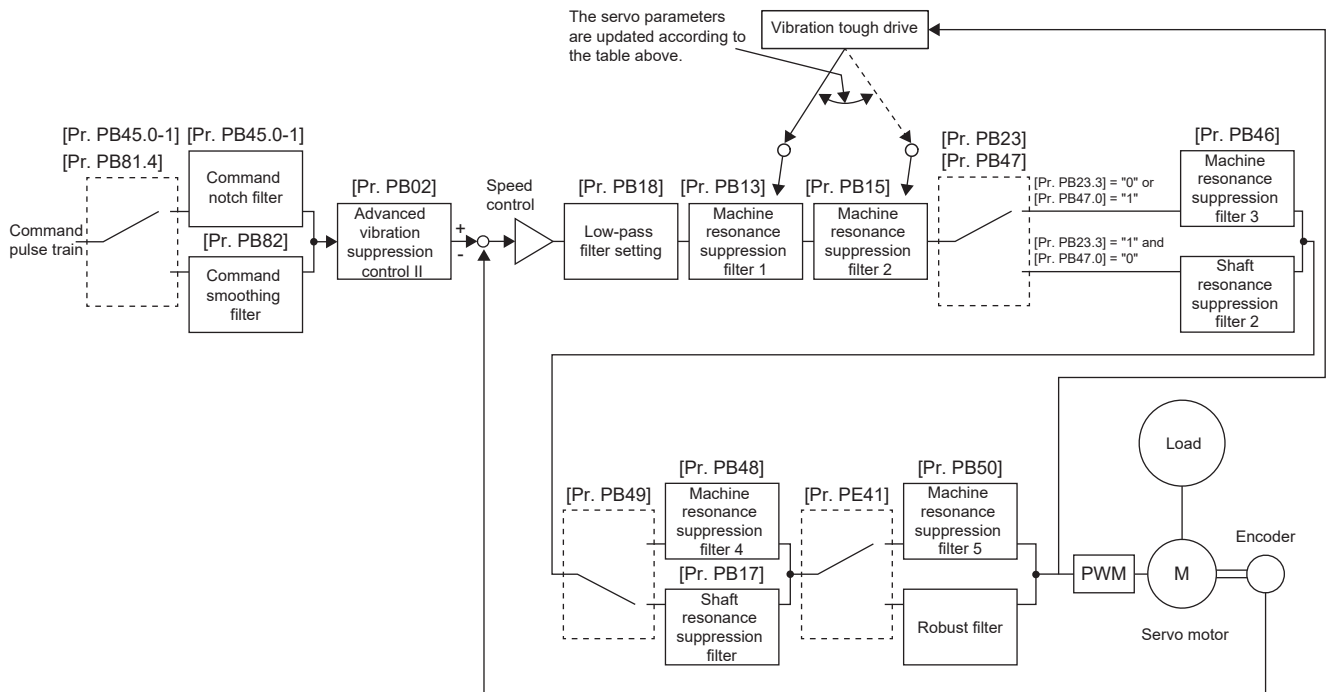 The servo parameters
are updated according to
the table above.
Vibration tough drive
[Pr. PB45.0-1]
[Pr. PB81.4]
[Pr. PB45.0-1]
Command
notch filter
[Pr. PB82]
Command
smoothing
filter
Command
pulse train
[Pr. PB02]
Advanced
vibration
suppression
control II
+
-
Speed
control
[Pr. PB18]
Low-pass
filter setting
[Pr. PB13]
Machine
resonance
suppression
filter 1
[Pr. PB15]
Machine
resonance
suppression
filter 2
[Pr. PB23]
[Pr. PB47]
[Pr. PB23.3] = "0" or
[Pr. PB47.0] = "1"
[Pr. PB23.3] = "1" and
[Pr. PB47.0] = "0"
[Pr. PB46]
Machine
resonance
suppression
filter 3
Shaft
resonance
suppression
filter 2
[Pr. PB49]
[Pr. PB48]
Machine
resonance
suppression
filter 4
[Pr. PB17]
Shaft
resonance
suppression
filter
[Pr. PE41]
[Pr. PB50]
Machine
resonance
suppression
filter 5
Robust filter
PWM
Load
M
Servo motor
Encoder